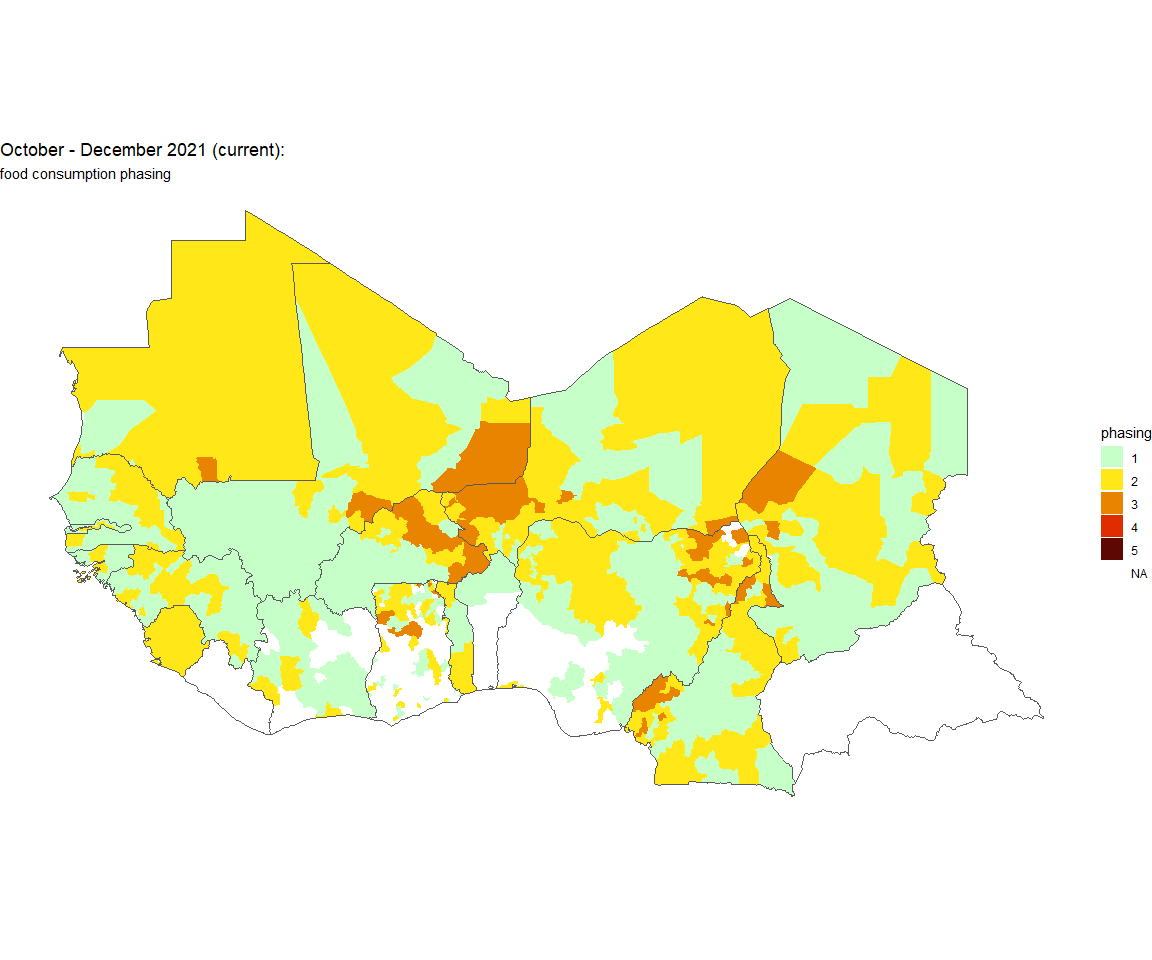 October - December 2021 (current):
food consumption phasing
phasing
1
2
3
4
5
NA